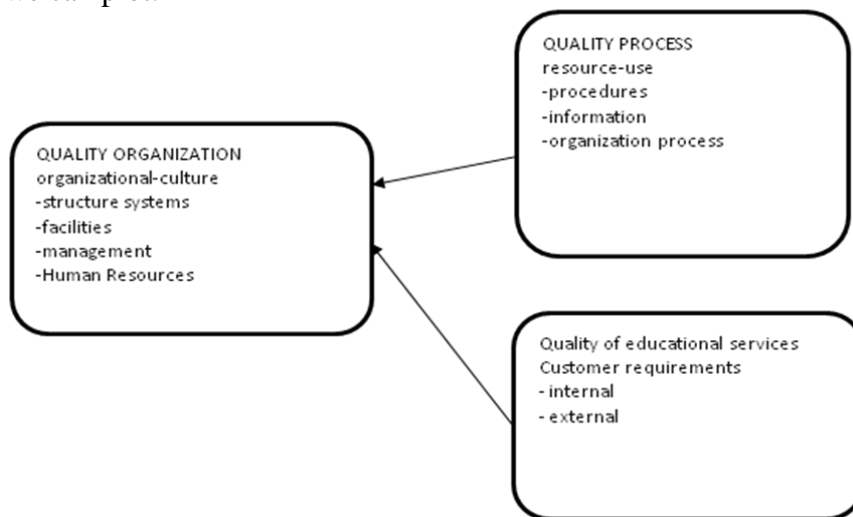 QUALITY PROCESS
resource-use
-procedures
-information
-organization process
QUALITY ORGANIZATION
organizational-culture
-structure systems
-facilities
-management
-Human Resources
Quality of educational services
Customer requirements
- internal
- external